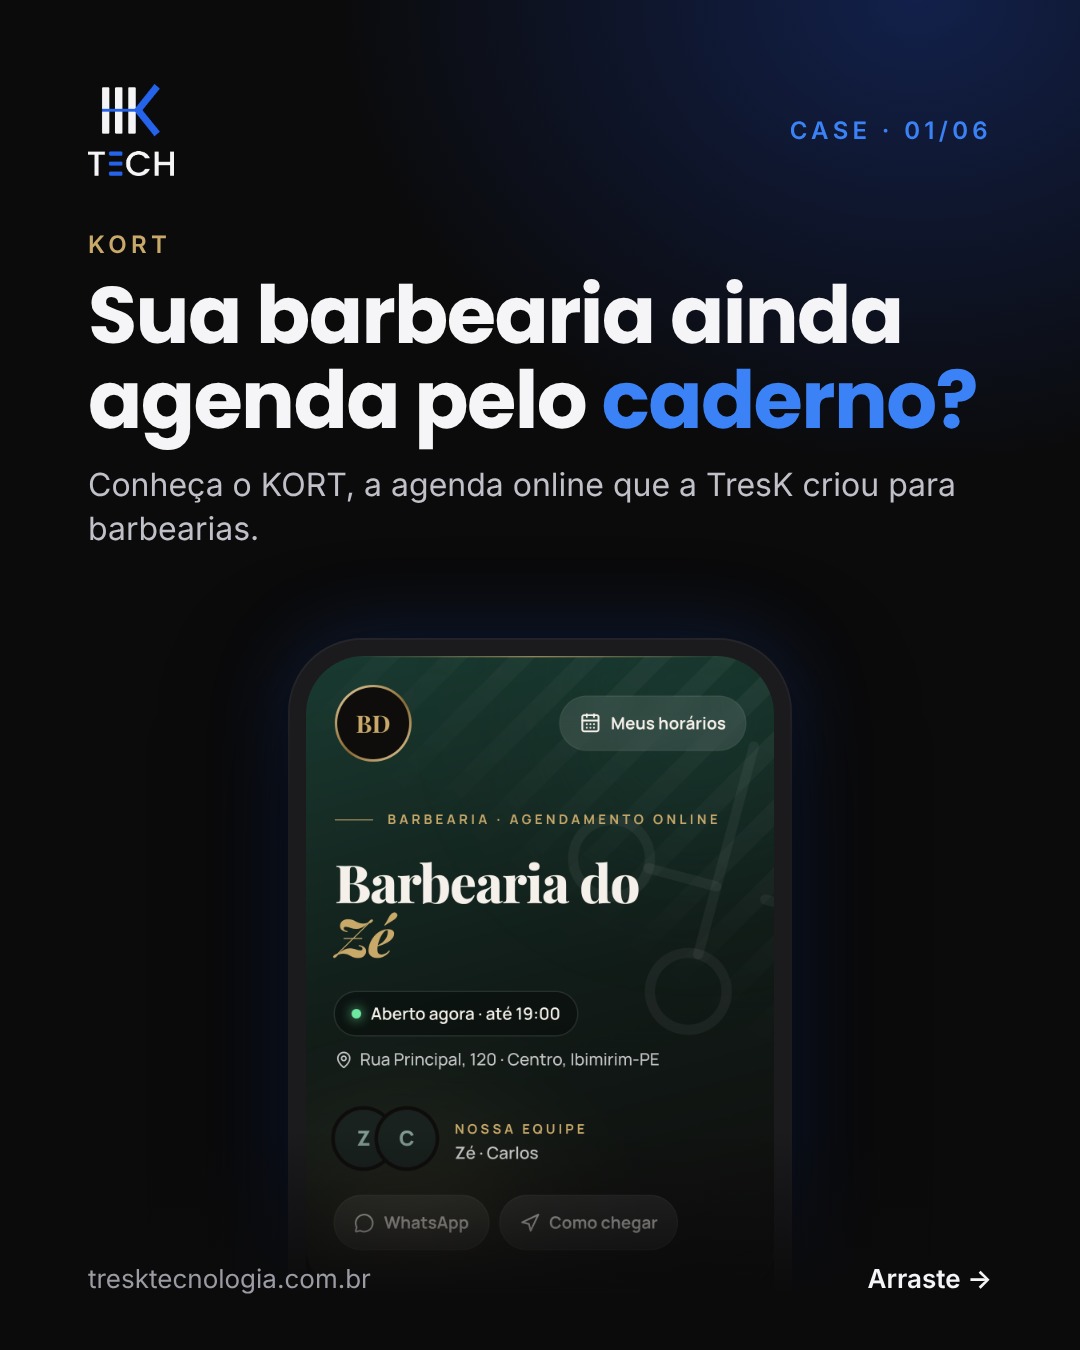 TECH
CASE · 01/06
KORT
Sua barbearia ainda
agenda pelo caderno?
Conheça o KORT, a agenda online que a TresK criou para
barbearias.
BD
Meus horários
BARBEARIA · AGENDAMENTO ONLINE
Barbearia do
Zé
Aberto agora · até 19:00
Rua Principal, 120 · Centro, Ibimirim-PE
Z C
NOSSA EQUIPE
Zé · Carlos
WhatsApp
Como chegar
tresktecnologia.com.br
Arraste →